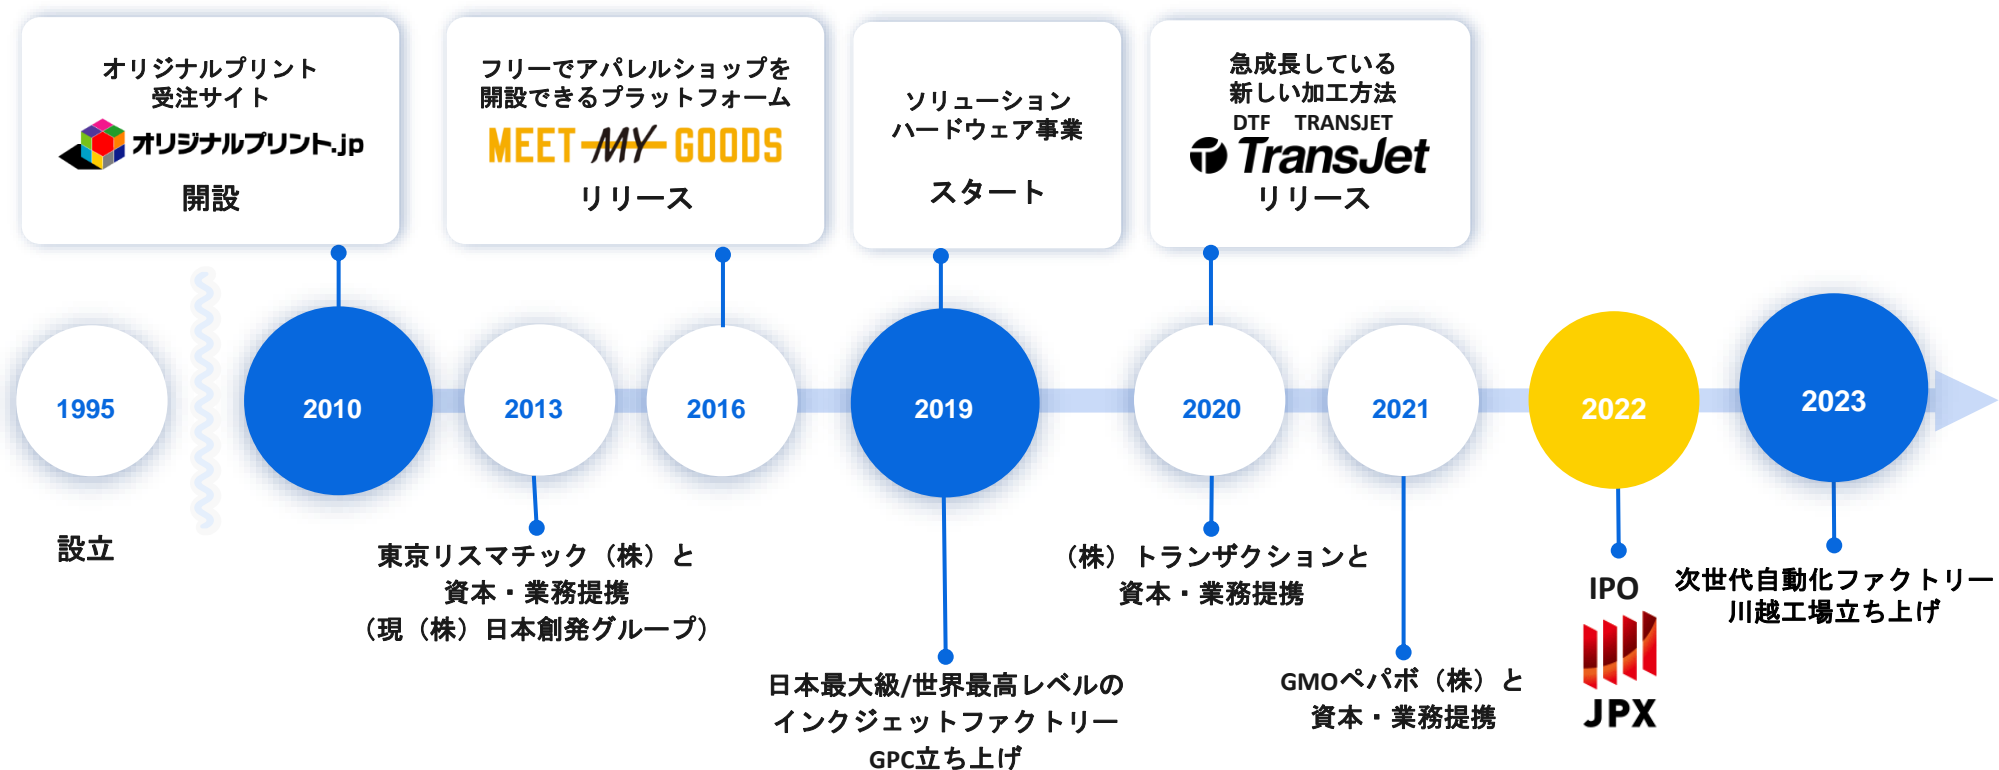 オリジナルプリント
受注サイト
オリジナルプリント.jp
開設
フリーでアパレルショップを
開設できるプラットフォーム
MEET MY GOODS
リリース
ソリューション
ハードウェア事業
スタート
急成長している
新しい加工方法
DTF TRANSJET
TransJet
リリース
1995
2010
2013
2016
2019
2020
2021
2022
2023
設立
東京リスマチック（株）と
資本・業務提携
（現（株）日本創発グループ）
日本最大級/世界最高レベルの
インクジェットファクトリー
GPC立ち上げ
（株）トランザクションと
資本・業務提携
GMOペパボ（株）と
資本・業務提携
IPO
JPX
次世代自動化ファクトリー
川越工場立ち上げ